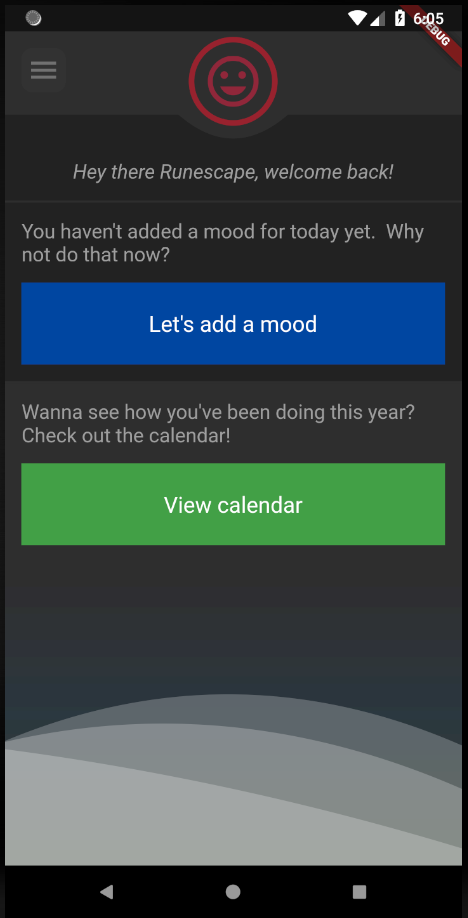 6:05
DEBUG
Hey there Runescape, welcome back!
You haven't added a mood for today yet.  Why
not do that now?
Let's add a mood
Wanna see how you've been doing this year?
Check out the calendar!
View calendar